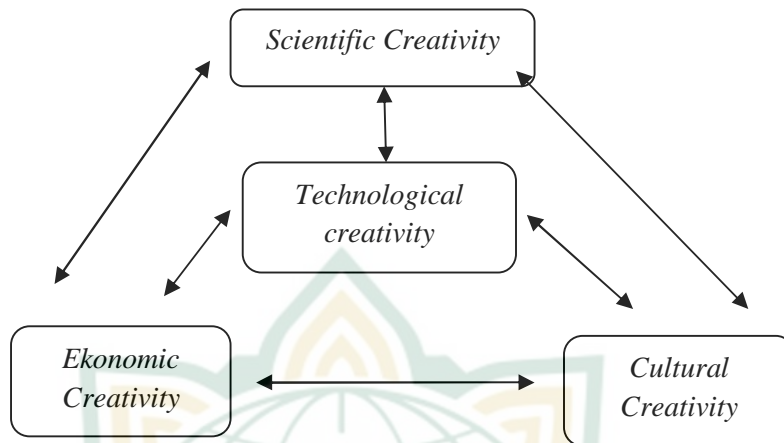 Scientific Creativity
Technological
creativity
Ekonomic
Creativity
Cultural
Creativity